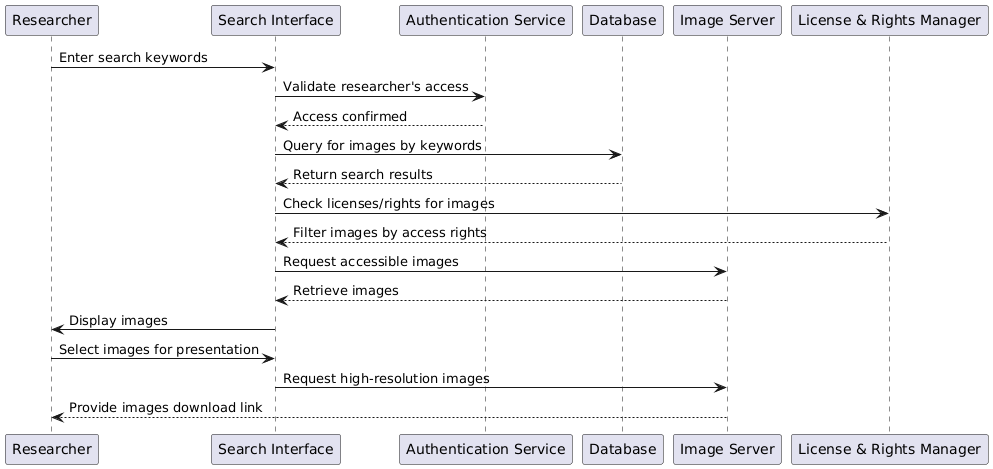 Researcher
Search Interface
Authentication Service
Database
Image Server
License & Rights Manager
Enter search keywords
Validate researcher's access
Access confirmed
Query for images by keywords
Return search results
Check licenses/rights for images
Filter images by access rights
Request accessible images
Retrieve images
Display images
Select images for presentation
Request high-resolution images
Provide images download link
Researcher
Search Interface
Authentication Service
Database
Image Server
License & Rights Manager